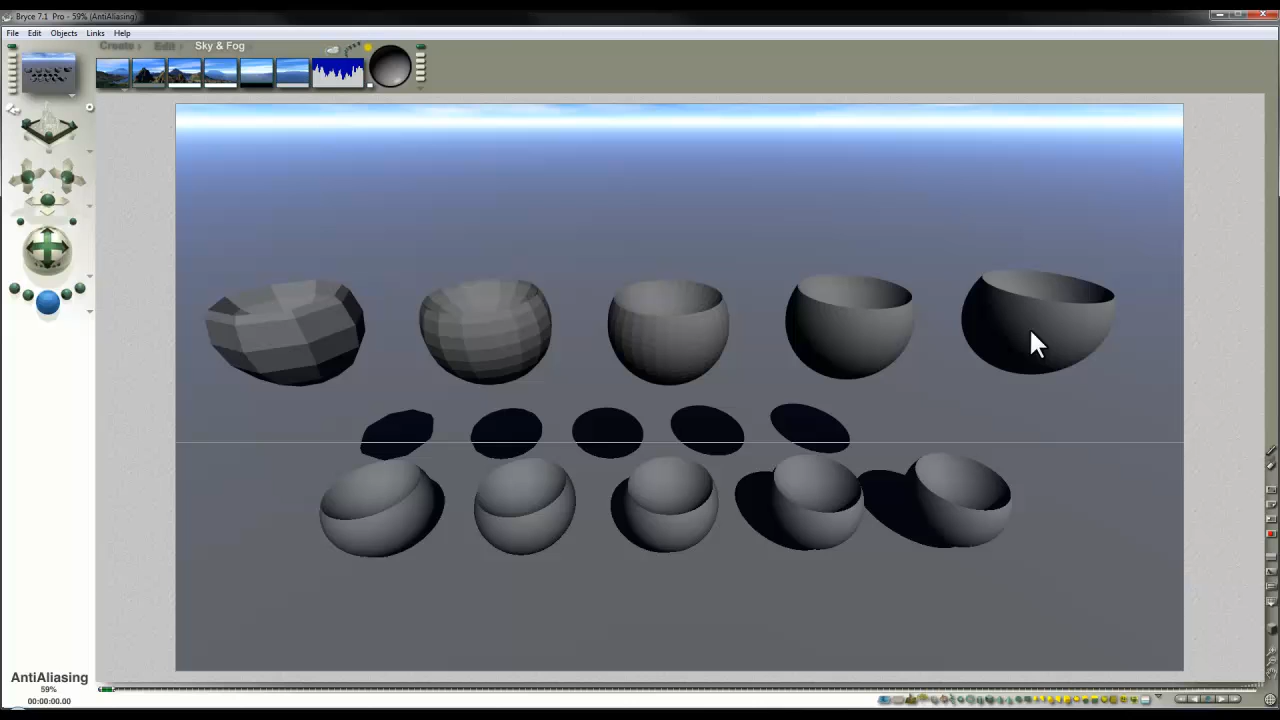 Bryce 7.1 Pro - 59% (AntiAliasing)
File Edit Objects Links Help
Create Edit Sky & Fog
AntiAliasing
59%
00:00:00.00